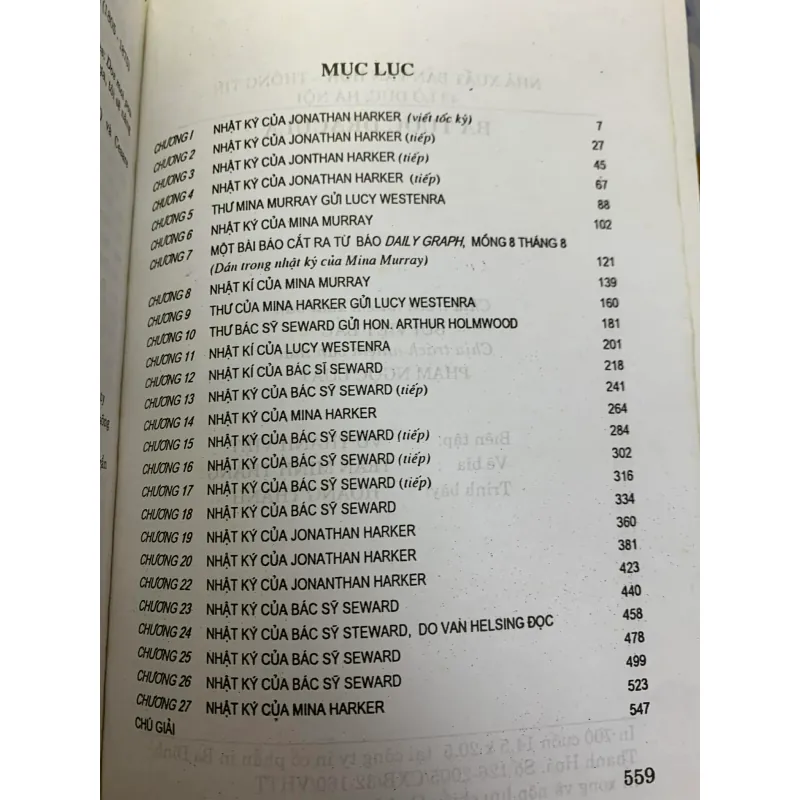 MỤC LỤC
CHƯƠNG I NHẬT KÝ CỦA JONATHAN HARKER (viết tốc ký) 7
CHƯƠNG 2 NHẬT KÝ CỦA JONATHAN HARKER (tiếp) 27
CHƯƠNG 3 NHẬT KÝ CỦA JONTHAN HARKER (tiếp) 45
CHƯƠNG 4 NHẬT KÝ CỦA JONATHAN HARKER (tiếp) 67
CHƯƠNG 5 THƯ MINA MURRAY GỬI LUCY WESTENRA 88
CHƯƠNG 6 NHẬT KÝ CỦA MINA MURRAY 102
CHƯƠNG 7 MỘT BÀI BÁO CẮT RA TỪ BÁO DAILY GRAPH, MỒNG 8 THÁNG 8
(Dán trong nhật ký của Mina Murray) 121
CHƯƠNG 8 NHẬT KÍ CỦA MINA MURRAY 139
CHƯƠNG 9 THƯ CỦA MINA HARKER GỬI LUCY WESTENRA 160
CHƯƠNG 10 THƯ BÁC SỸ SEWARD GỬI HON. ARTHUR HOLMWOOD 181
CHƯƠNG 11 NHẬT KÍ CỦA LUCY WESTENRA 201
CHƯƠNG 12 NHẬT KÍ CỦA BÁC SĨ SEWARD 218
CHƯƠNG 13 NHẬT KÝ CỦA BÁC SỸ SEWARD (tiếp) 241
CHƯƠNG 14 NHẬT KÝ CỦA MINA HARKER 264
CHƯƠNG 15 NHẬT KÝ CỦA BÁC SỸ SEWARD (tiếp) 284
CHƯƠNG 16 NHẬT KÝ CỦA BÁC SỸ SEWARD (tiếp) 302
CHƯƠNG 17 NHẬT KÝ CỦA BÁC SỸ SEWARD (tiếp) 316
CHƯƠNG 18 NHẬT KÝ CỦA BÁC SỸ SEWARD 334
CHƯƠNG 19 NHẬT KÝ CỦA JONATHAN HARKER 360
CHƯƠNG 20 NHẬT KÝ CỦA JONATHAN HARKER 381
CHƯƠNG 22 NHẬT KÝ CỦA JONANTHAN HARKER 423
CHƯƠNG 23 NHẬT KÝ CỦA BÁC SỸ SEWARD 440
CHƯƠNG 24 NHẬT KÝ CỦA BÁC SỸ STEWARD, DO VAN HELSING ĐỌC 458
CHƯƠNG 25 NHẬT KÝ CỦA BÁC SỸ SEWARD 478
CHƯƠNG 26 NHẬT KÝ CỦA BÁC SỸ SEWARD 499
CHƯƠNG 27 NHẬT KÝ CỦA MINA HARKER 523
CHÚ GIẢI 547
559